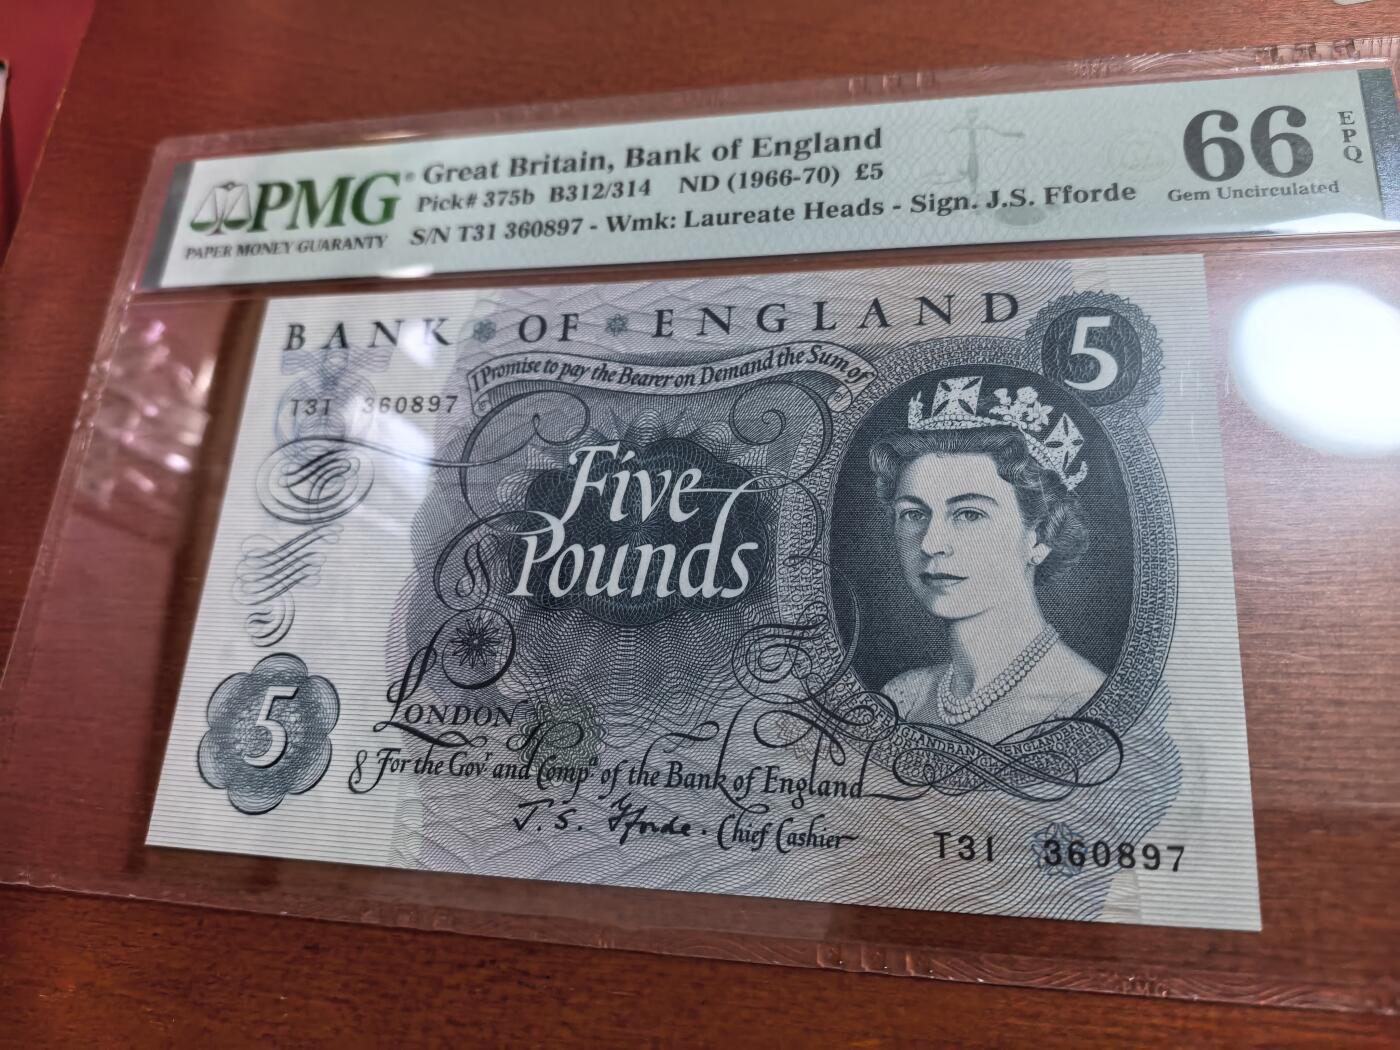 PMG®
PAPER MONEY GUARANTY
Great Britain, Bank of England
Pick# 375b B312/314 ND (1966-70) £5
S/N T31 360897 - Wmk: Laureate Heads - Sign. J.S. Fforde
66
EPQ
Gem Uncirculated
BANK OF ENGLAND
5
I Promise to pay the Bearer on Demand the Sum of
T31 360897
Five
Pounds
LONDON
5
For the Govr and Compa of the Bank of England
J. S. Fforde. Chief Cashier
T31 360897